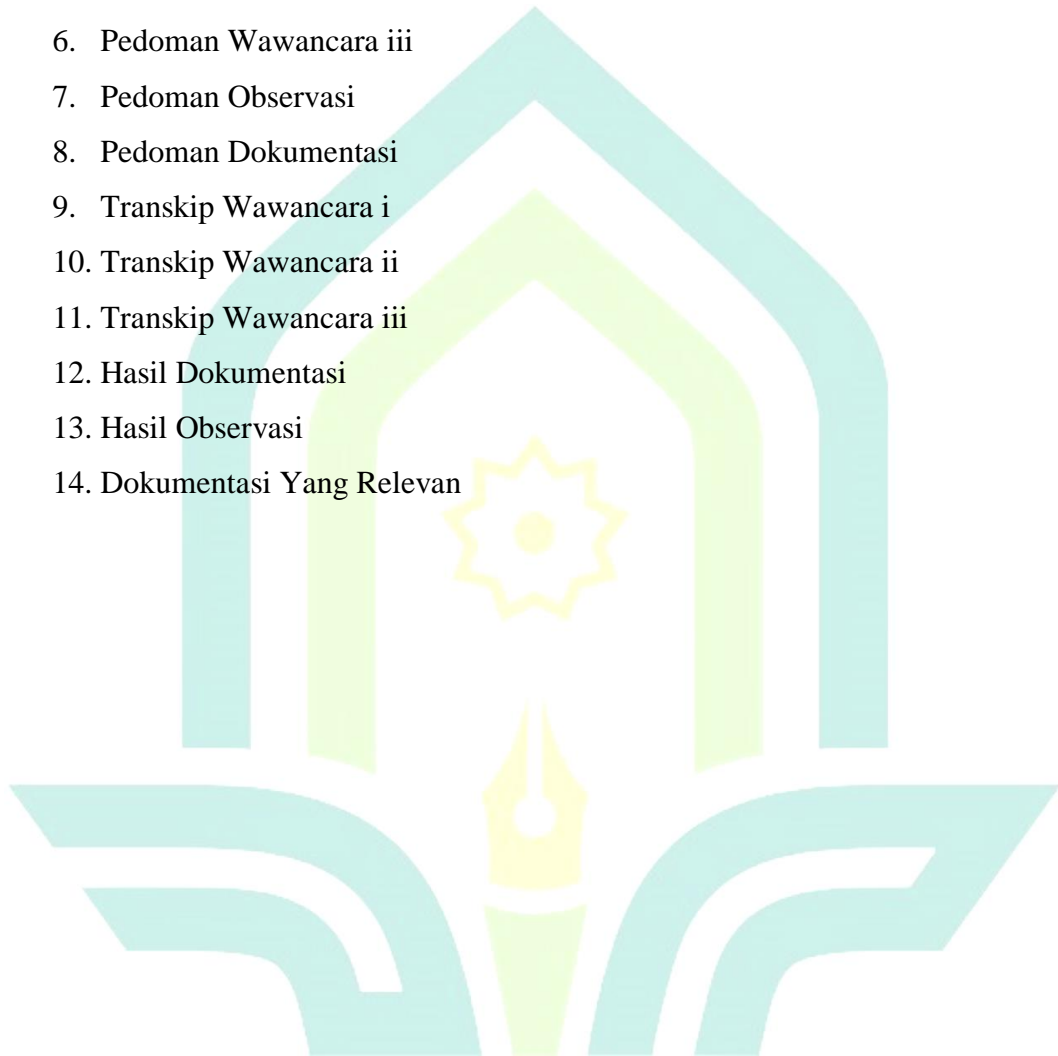 6. Pedoman Wawancara iii
7. Pedoman Observasi
8. Pedoman Dokumentasi
9. Transkip Wawancara i
10. Transkip Wawancara ii
11. Transkip Wawancara iii
12. Hasil Dokumentasi
13. Hasil Observasi
14. Dokumentasi Yang Relevan